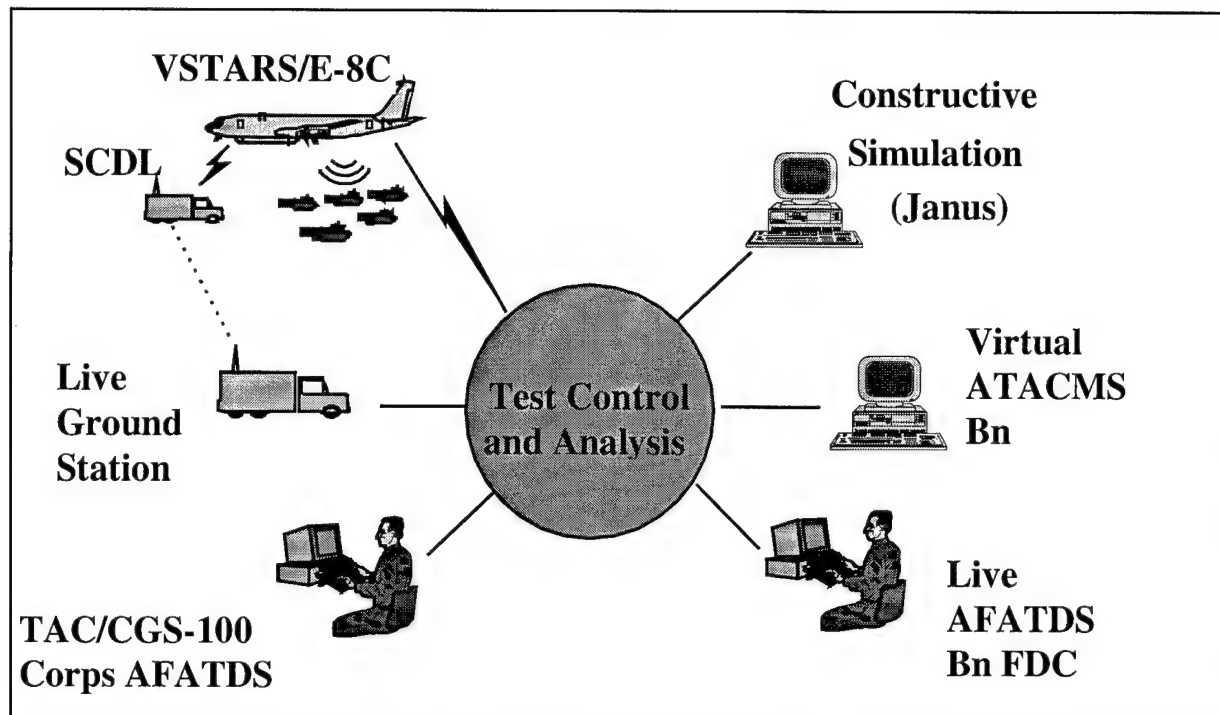 VSTARS/E-8C
SCDL
Constructive
Simulation
(Janus)
Live
Ground
Station
Test Control
and Analysis
Virtual
ATACMS
Bn
TAC/CGS-100
Corps AFATDS
Live
AFATDS
Bn FDC